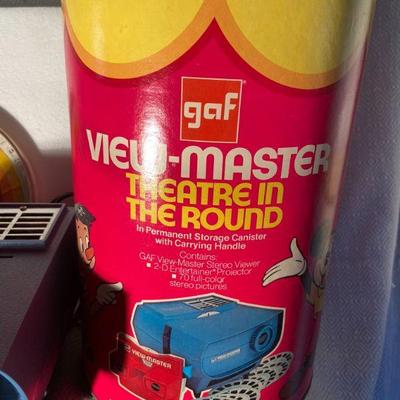 gaf
VIEW-MASTER
THEATRE IN
THE ROUND
In Permanent Storage Canister
with Carrying Handle
Contains:
GAF View-Master Stereo Viewer
■ 2-D Entertainer* Projector
■ 70 full-color
stereo pictures
VIEW-MASTER